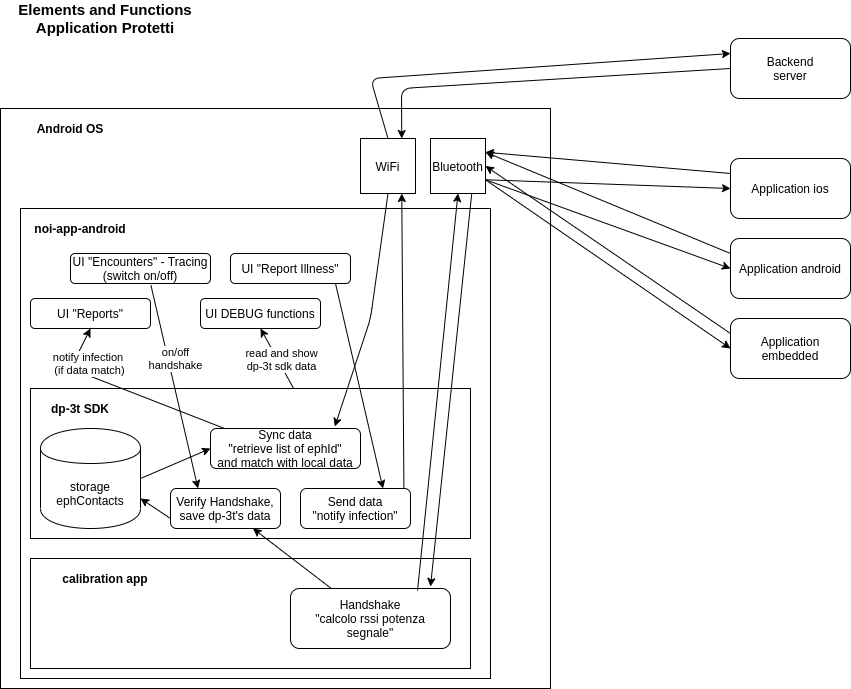 Elements and Functions
Application Protetti
Backend
server
Android OS
WiFi
Bluetooth
Application ios
noi-app-android
UI "Encounters" - Tracing
(switch on/off)
UI "Report Illness"
Application android
UI "Reports"
UI DEBUG functions
Application
embedded
notify infection
(if data match)
on/off
handshake
read and show
dp-3t sdk data
dp-3t SDK
Sync data
"retrieve list of ephId"
and match with local data
storage
ephContacts
Verify Handshake,
save dp-3t's data
Send data
"notify infection"
calibration app
Handshake
"calcolo rssi potenza
segnale"